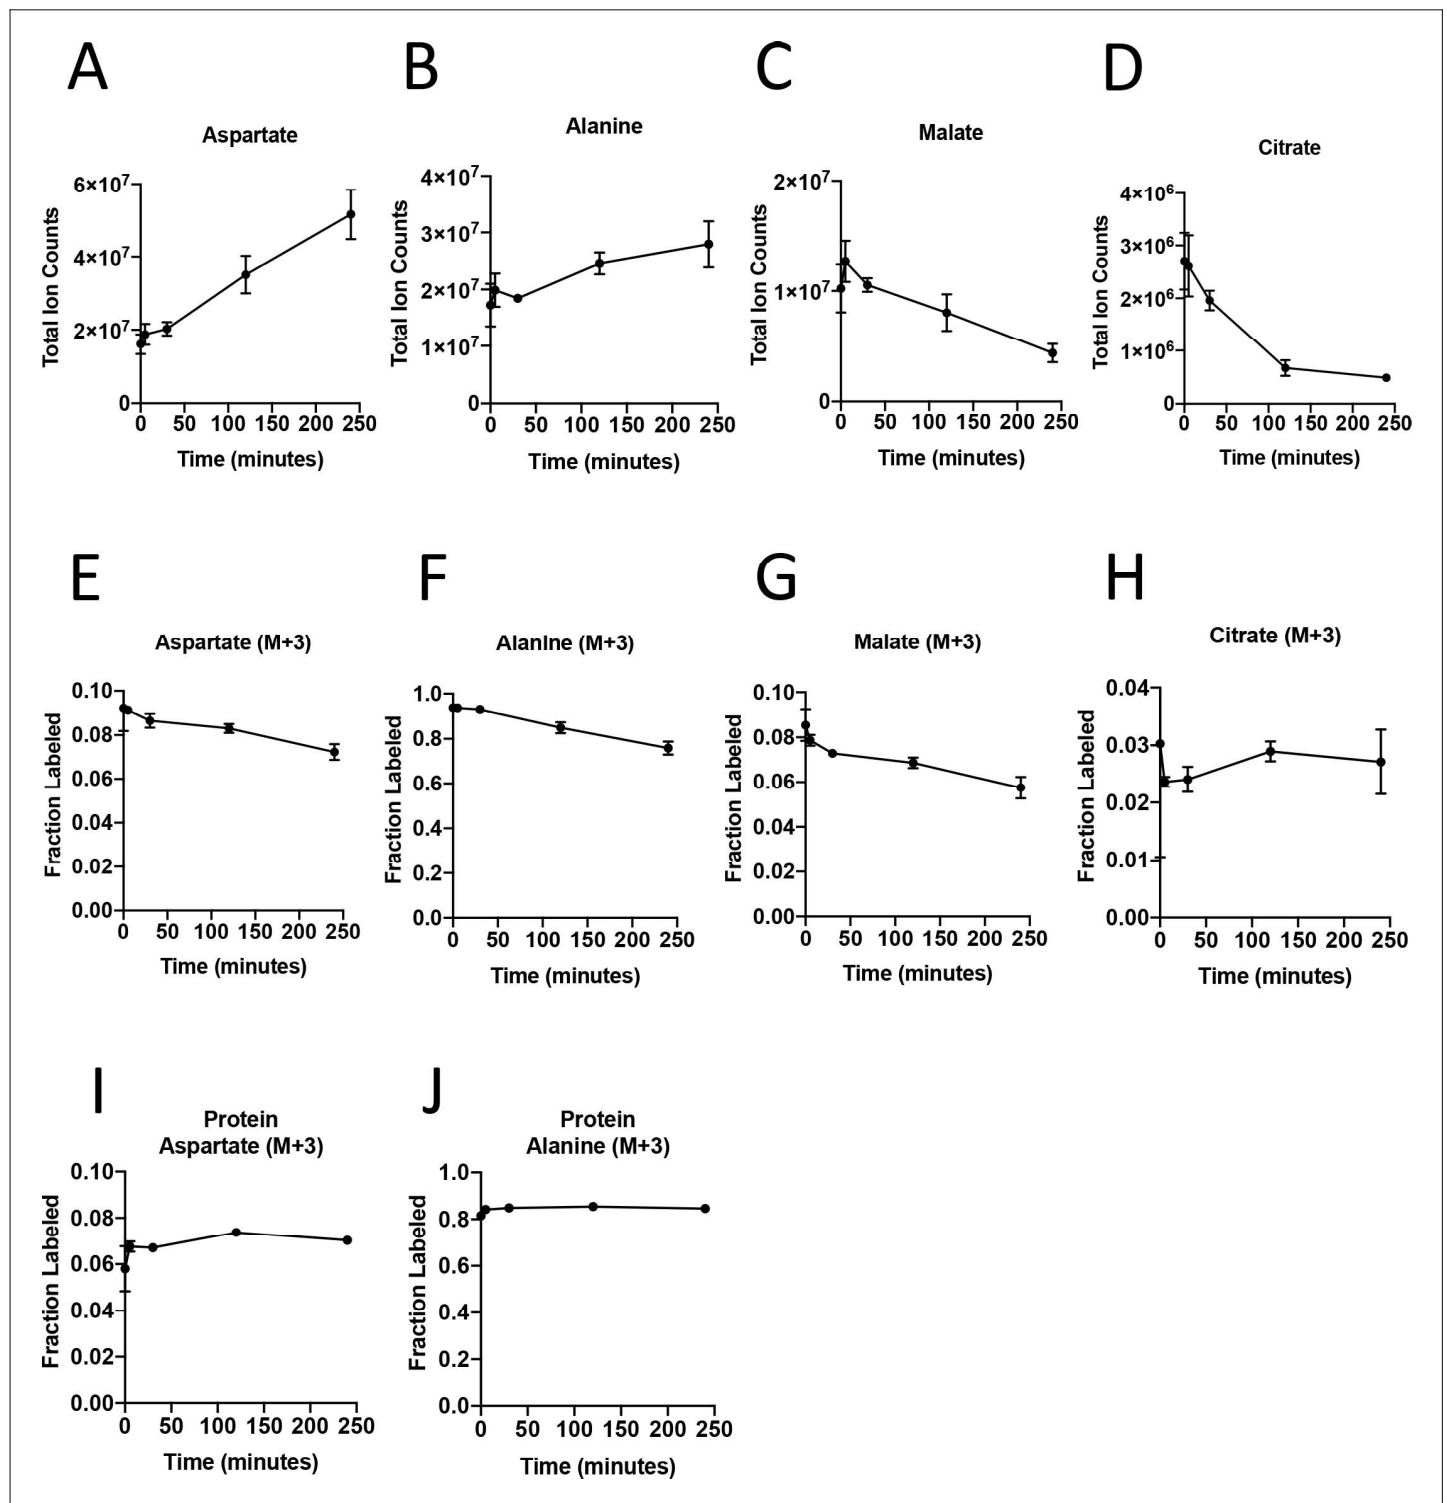 A
B
C
D
Aspartate
Alanine
Malate
Citrate
Total Ion Counts
6×10⁷
4×10⁷
2×10⁷
0
0 50 100 150 200 250
Time (minutes)
Total Ion Counts
4×10⁷
3×10⁷
2×10⁷
1×10⁷
0
0 50 100 150 200 250
Time (minutes)
Total Ion Counts
2×10⁷
1×10⁷
0
0 50 100 150 200 250
Time (minutes)
Total Ion Counts
4×10⁶
3×10⁶
2×10⁶
1×10⁶
0
0 50 100 150 200 250
Time (minutes)
E
F
G
H
Aspartate (M+3)
Alanine (M+3)
Malate (M+3)
Citrate (M+3)
Fraction Labeled
0.10
0.08
0.06
0.04
0.02
0.00
0 50 100 150 200 250
Time (minutes)
Fraction Labeled
1.0
0.8
0.6
0.4
0.2
0.0
0 50 100 150 200 250
Time (minutes)
Fraction Labeled
0.10
0.08
0.06
0.04
0.02
0.00
0 50 100 150 200 250
Time (minutes)
Fraction Labeled
0.04
0.03
0.02
0.01
0.00
0 50 100 150 200 250
Time (minutes)
I
J
Protein
Aspartate (M+3)
Protein
Alanine (M+3)
Fraction Labeled
0.10
0.08
0.06
0.04
0.02
0.00
0 50 100 150 200 250
Time (minutes)
Fraction Labeled
1.0
0.8
0.6
0.4
0.2
0.0
0 50 100 150 200 250
Time (minutes)